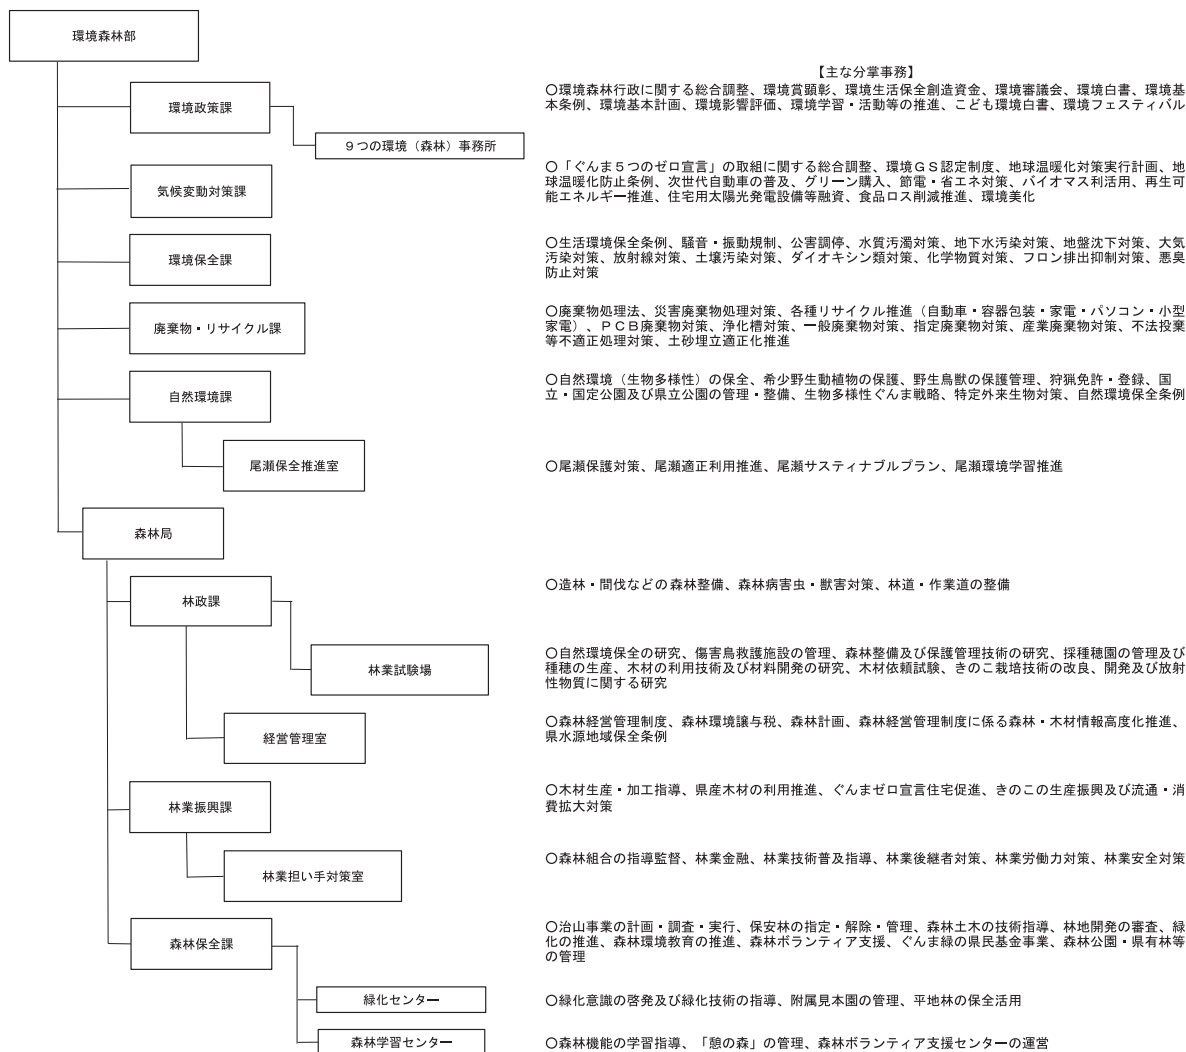 環境森林部
【主な分掌事務】
環境政策課
○環境森林行政に関する総合調整、環境賞顕彰、環境生活保全創造資金、環境審議会、環境白書、環境基
本条例、環境基本計画、環境影響評価、環境学習・活動等の推進、こども環境白書、環境フェスティバル
９つの環境（森林）事務所
気候変動対策課
○「ぐんま５つのゼロ宣言」の取組に関する総合調整、環境ＧＳ認定制度、地球温暖化対策実行計画、地
球温暖化防止条例、次世代自動車の普及、グリーン購入、節電・省エネ対策、バイオマス利活用、再生可
能エネルギー推進、住宅用太陽光発電設備等融資、食品ロス削減推進、環境美化
環境保全課
○生活環境保全条例、騒音・振動規制、公害調停、水質汚濁対策、地下水汚染対策、地盤沈下対策、大気
汚染対策、放射線対策、土壌汚染対策、ダイオキシン類対策、化学物質対策、フロン排出抑制対策、悪臭
防止対策
廃棄物・リサイクル課
○廃棄物処理法、災害廃棄物処理対策、各種リサイクル推進（自動車・容器包装・家電・パソコン・小型
家電）、ＰＣＢ廃棄物対策、浄化槽対策、一般廃棄物対策、指定廃棄物対策、産業廃棄物対策、不法投棄
等不適正処理対策、土砂埋立適正化推進
自然環境課
○自然環境（生物多様性）の保全、希少野生動植物の保護、野生鳥獣の保護管理、狩猟免許・登録、国
立・国定公園及び県立公園の管理・整備、生物多様性ぐんま戦略、特定外来生物対策、自然環境保全条例
尾瀬保全推進室
○尾瀬保護対策、尾瀬適正利用推進、尾瀬サスティナブルプラン、尾瀬環境学習推進
森林局
林政課
○造林・間伐などの森林整備、森林病害虫・獣害対策、林道・作業道の整備
林業試験場
○自然環境保全の研究、傷害鳥救護施設の管理、森林整備及び保護管理技術の研究、採種穂園の管理及び
種穂の生産、木材の利用技術及び材料開発の研究、木材依頼試験、きのこ栽培技術の改良、開発及び放射
性物質に関する研究
経営管理室
○森林経営管理制度、森林環境譲与税、森林計画、森林経営管理制度に係る森林・木材情報高度化推進、
県水源地域保全条例
林業振興課
○木材生産・加工指導、県産木材の利用推進、ぐんまゼロ宣言住宅促進、きのこの生産振興及び流通・消
費拡大対策
林業担い手対策室
○森林組合の指導監督、林業金融、林業技術普及指導、林業後継者対策、林業労働力対策、林業安全対策
森林保全課
○治山事業の計画・調査・実行、保安林の指定・解除・管理、森林土木の技術指導、林地開発の審査、緑
化の推進、森林環境教育の推進、森林ボランティア支援、ぐんま緑の県民基金事業、森林公園・県有林等
の管理
緑化センター
○緑化意識の啓発及び緑化技術の指導、附属見本園の管理、平地林の保全活用
森林学習センター
○森林機能の学習指導、「憩の森」の管理、森林ボランティア支援センターの運営